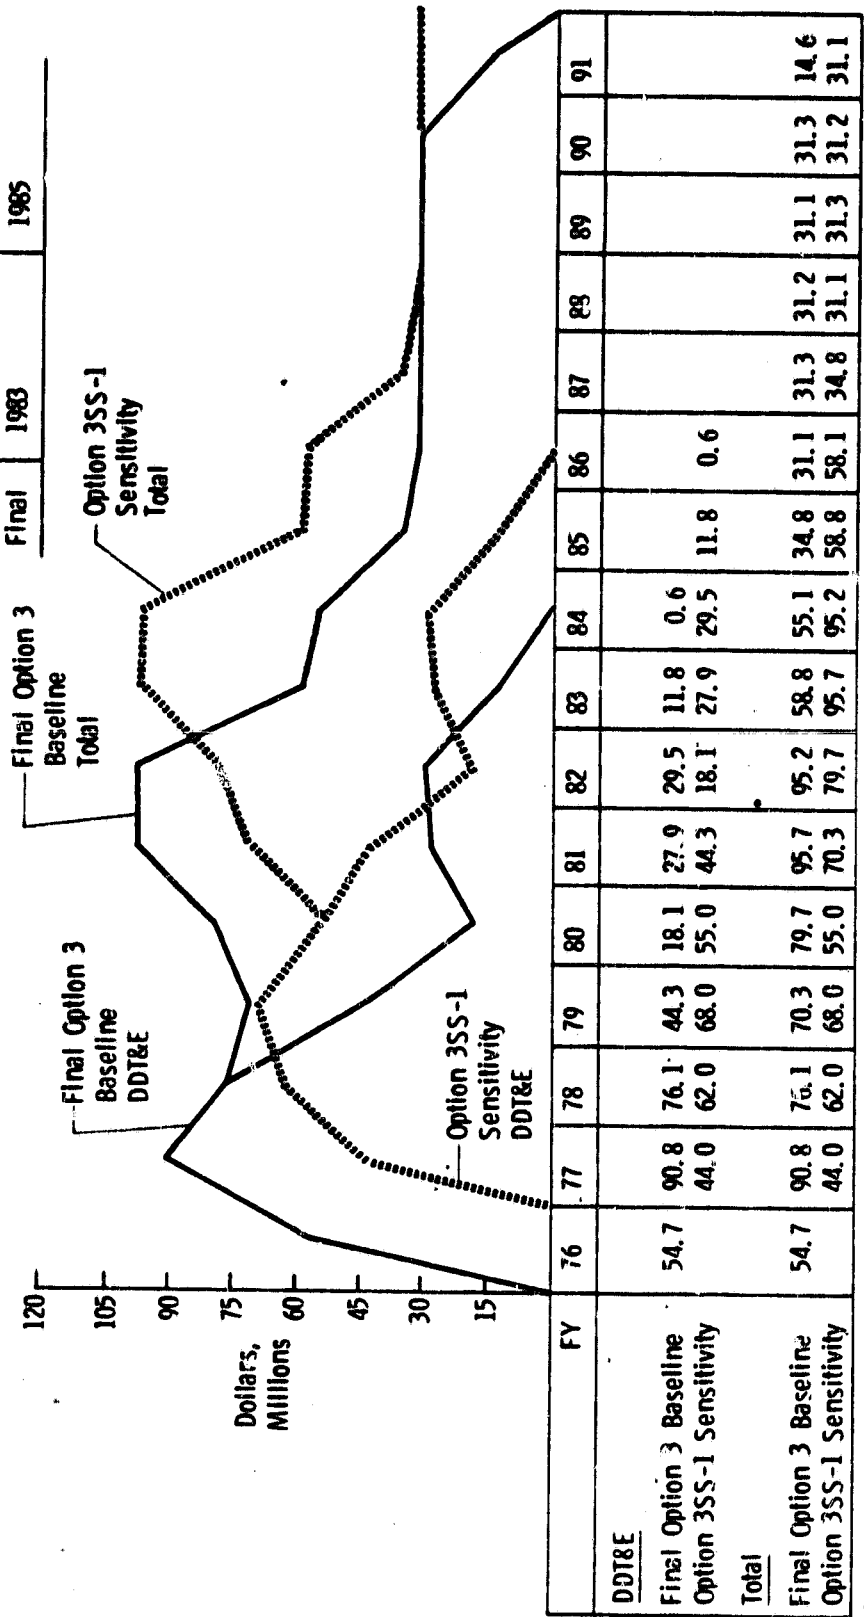 Final | 1983 | 1985
Final Option 3
Baseline
Total
Option 3SS-1
Sensitivity
Total
Final Option 3
Baseline
DDT&E
Option 3SS-1
Sensitivity
DDT&E
120
105
90
75
60
45
30
15
Dollars,
Millions
FY 76 77 78 79 80 81 82 83 84 85 86 87 88 89 90 91
DDT&E
Final Option 3 Baseline 54.7 90.8 76.1 44.3 18.1 27.9 29.5 11.8 0.6
Option 3SS-1 Sensitivity 44.0 62.0 68.0 55.0 44.3 18.1 27.9 29.5 11.8 0.6
Total
Final Option 3 Baseline 54.7 90.8 76.1 70.3 79.7 95.7 95.2 58.8 55.1 34.8 31.1 31.3 31.2 31.1 31.3 14.6
Option 3SS-1 Sensitivity 44.0 62.0 68.0 55.0 70.3 79.7 95.7 95.2 58.8 58.1 34.8 31.1 31.3 31.2 31.1